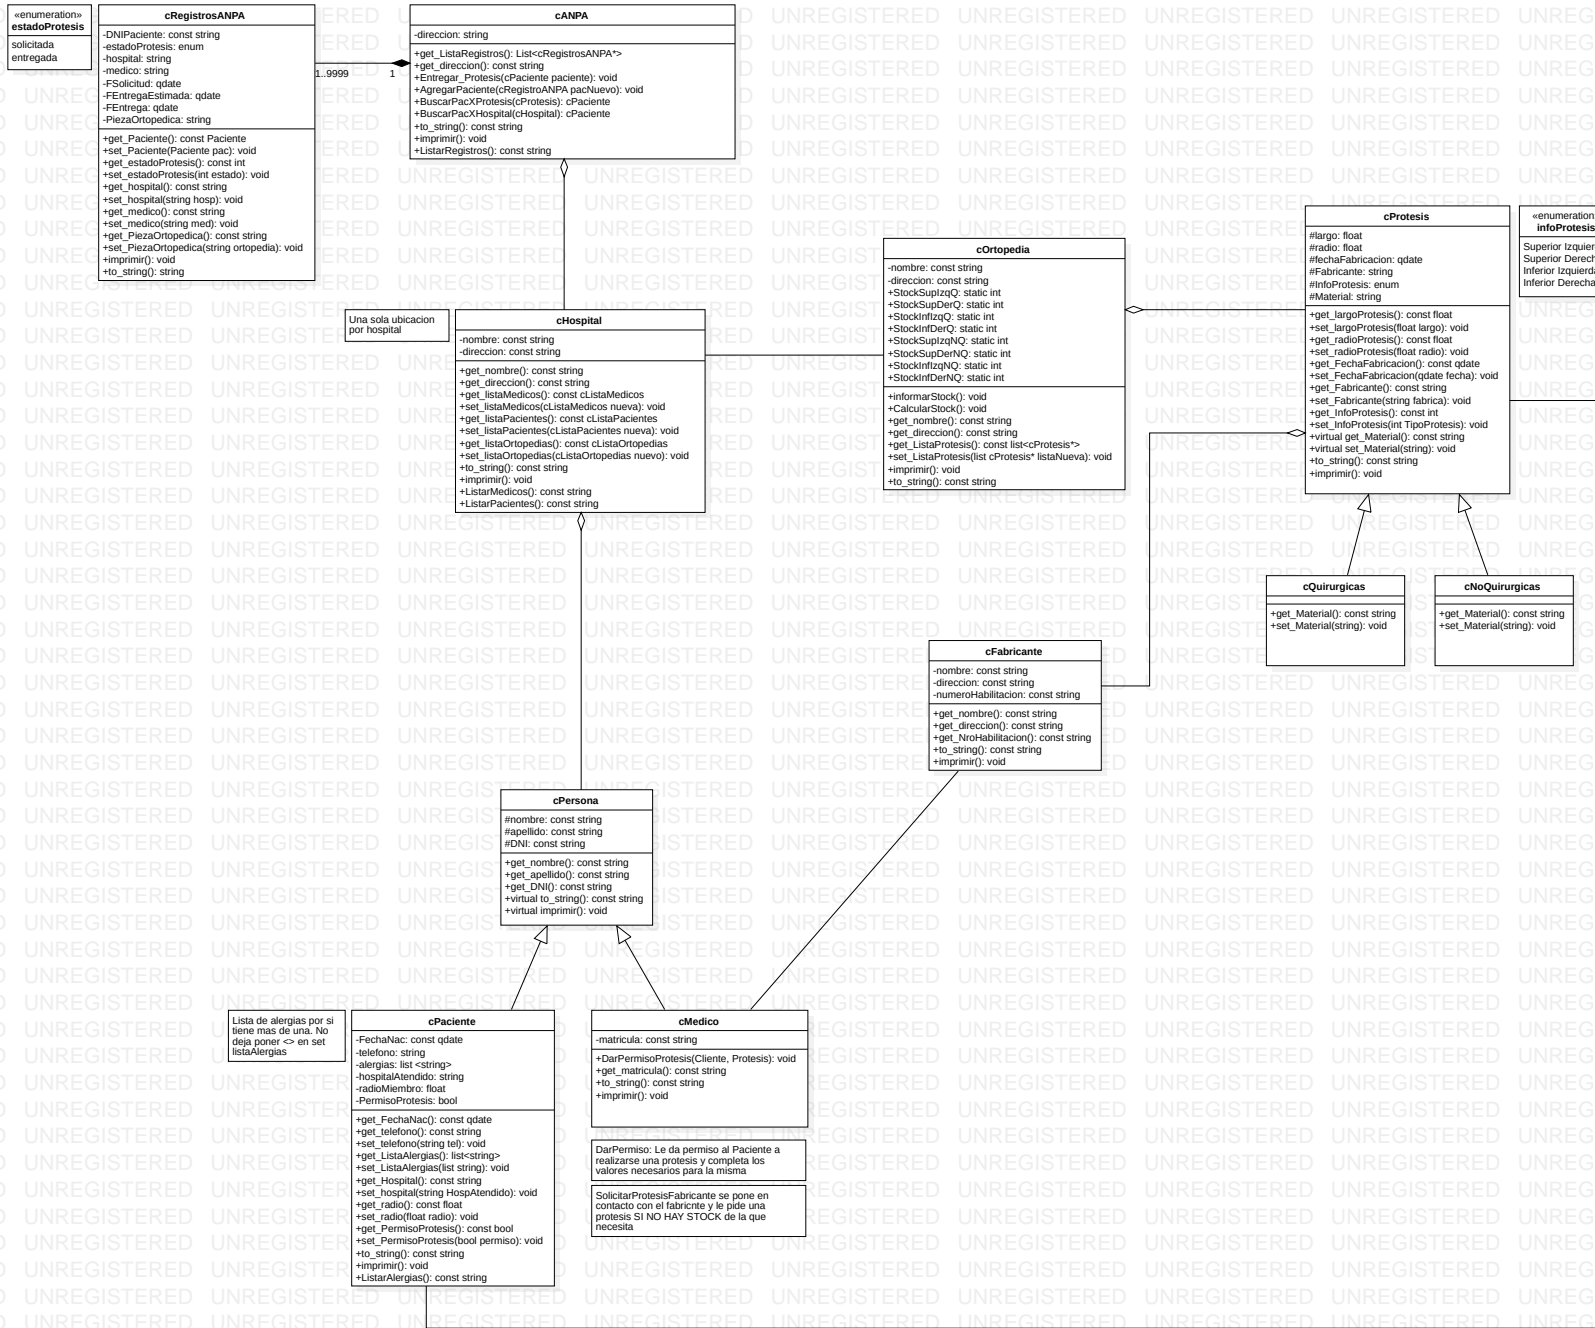 «enumeration»
estadoProtesis
solicitada
entregada
cRegistrosANPA
-DNIPaciente: const string
-estadoProtesis: enum
-hospital: string
-medico: string
-FSolicitud: qdate
-FEntregaEstimada: qdate
-FEntrega: qdate
-PiezaOrtopedica: string
+get_Paciente(): const Paciente
+set_Paciente(Paciente pac): void
+get_estadoProtesis(): const int
+set_estadoProtesis(int estado): void
+get_hospital(): const string
+set_hospital(string hosp): void
+get_medico(): const string
+set_medico(string med): void
+get_PiezaOrtopedica(): const string
+set_PiezaOrtopedica(string ortopedia): void
+imprimir(): void
+to_string(): string
1..9999
1
cANPA
-direccion: string
+get_ListaRegistros(): List<cRegistrosANPA*>
+get_direccion(): const string
+Entregar_Protesis(cPaciente paciente): void
+AgregarPaciente(cRegistroANPA pacNuevo): void
+BuscarPacXProtesis(cProtesis): cPaciente
+BuscarPacXHospital(cHospital): cPaciente
+to_string(): const string
+imprimir(): void
+ListarRegistros(): const string
Una sola ubicacion
por hospital
cHospital
-nombre: const string
-direccion: const string
+get_nombre(): const string
+get_direccion(): const string
+get_listaMedicos(): const cListaMedicos
+set_listaMedicos(cListaMedicos nueva): void
+get_listaPacientes(): const cListaPacientes
+set_listaPacientes(cListaPacientes nueva): void
+get_listaOrtopedias(): const cListaOrtopedias
+set_listaOrtopedias(cListaOrtopedias nuevo): void
+to_string(): const string
+imprimir(): void
+ListarMedicos(): const string
+ListarPacientes(): const string
cOrtopedia
-nombre: const string
-direccion: const string
+StockSupIzqQ: static int
+StockSupDerQ: static int
+StockInfIzqQ: static int
+StockInfDerQ: static int
+StockSupIzqNQ: static int
+StockSupDerNQ: static int
+StockInfIzqNQ: static int
+StockInfDerNQ: static int
+informarStock(): void
+CalcularStock(): void
+get_nombre(): const string
+get_direccion(): const string
+get_ListaProtesis(): const list<cProtesis*>
+set_ListaProtesis(list cProtesis* listaNueva): void
+imprimir(): void
+to_string(): const string
cProtesis
#largo: float
#radio: float
#fechaFabricacion: qdate
#Fabricante: string
#InfoProtesis: enum
#Material: string
+get_largoProtesis(): const float
+set_largoProtesis(float largo): void
+get_radioProtesis(): const float
+set_radioProtesis(float radio): void
+get_FechaFabricacion(): const qdate
+set_FechaFabricacion(qdate fecha): void
+get_Fabricante(): const string
+set_Fabricante(string fabrica): void
+get_InfoProtesis(): const int
+set_InfoProtesis(int TipoProtesis): void
+virtual get_Material(): const string
+virtual set_Material(string): void
+to_string(): const string
+imprimir(): void
«enumeration
infoProtesis
Superior Izquier
Superior Derech
Inferior Izquierd
Inferior Derecha
cQuirurgicas
+get_Material(): const string
+set_Material(string): void
cNoQuirurgicas
+get_Material(): const string
+set_Material(string): void
cFabricante
-nombre: const string
-direccion: const string
-numeroHabilitacion: const string
+get_nombre(): const string
+get_direccion(): const string
+get_NroHabilitacion(): const string
+to_string(): const string
+imprimir(): void
cPersona
#nombre: const string
#apellido: const string
#DNI: const string
+get_nombre(): const string
+get_apellido(): const string
+get_DNI(): const string
+virtual to_string(): const string
+virtual imprimir(): void
Lista de alergias por si
tiene mas de una. No
deja poner <> en set
listaAlergias
cPaciente
-FechaNac: const qdate
-telefono: string
-alergias: list <string>
-hospitalAtendido: string
-radioMiembro: float
-PermisoProtesis: bool
+get_FechaNac(): const qdate
+get_telefono(): const string
+set_telefono(string tel): void
+get_ListaAlergias(): list<string>
+set_ListaAlergias(list string): void
+get_Hospital(): const string
+set_hospital(string HospAtendido): void
+get_radio(): const float
+set_radio(float radio): void
+get_PermisoProtesis(): const bool
+set_PermisoProtesis(bool permiso): void
+to_string(): const string
+imprimir(): void
+ListarAlergias(): const string
cMedico
-matricula: const string
+DarPermisoProtesis(Cliente, Protesis): void
+get_matricula(): const string
+to_string(): const string
+imprimir(): void
DarPermiso: Le da permiso al Paciente a
realizarse una protesis y completa los
valores necesarios para la misma
SolicitarProtesisFabricante se pone en
contacto con el fabricnte y le pide una
protesis SI NO HAY STOCK de la que
necesita
UNREGISTERED